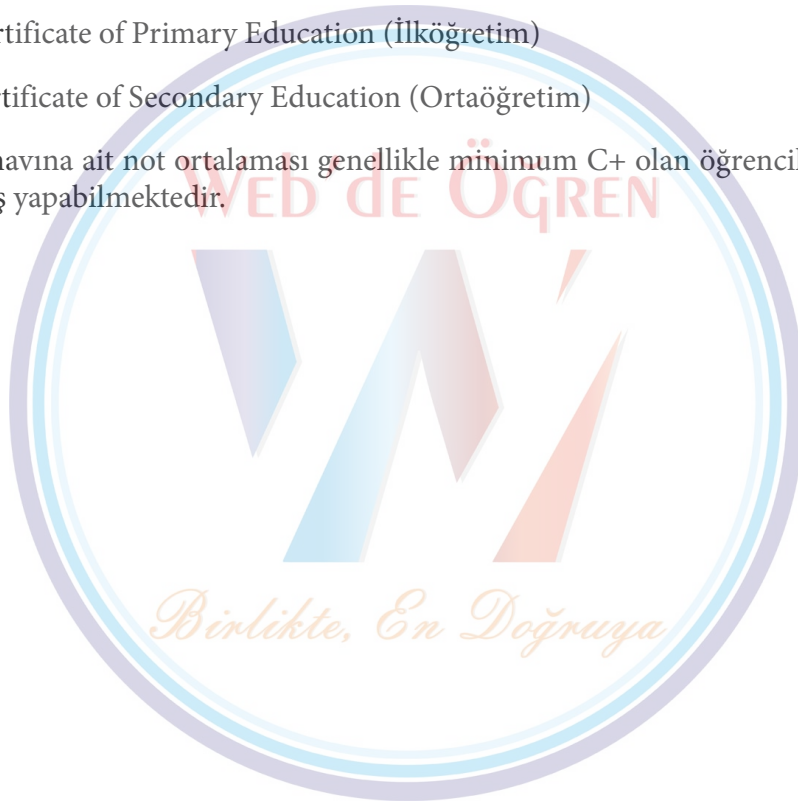 rtificate of Primary Education (İlköğretim)
rtificate of Secondary Education (Ortaöğretim)
navına ait not ortalaması genellikle minimum C+ olan öğrencil
ş yapabilmektedir.
Web'de Öğren
Birlikte, En Doğruya